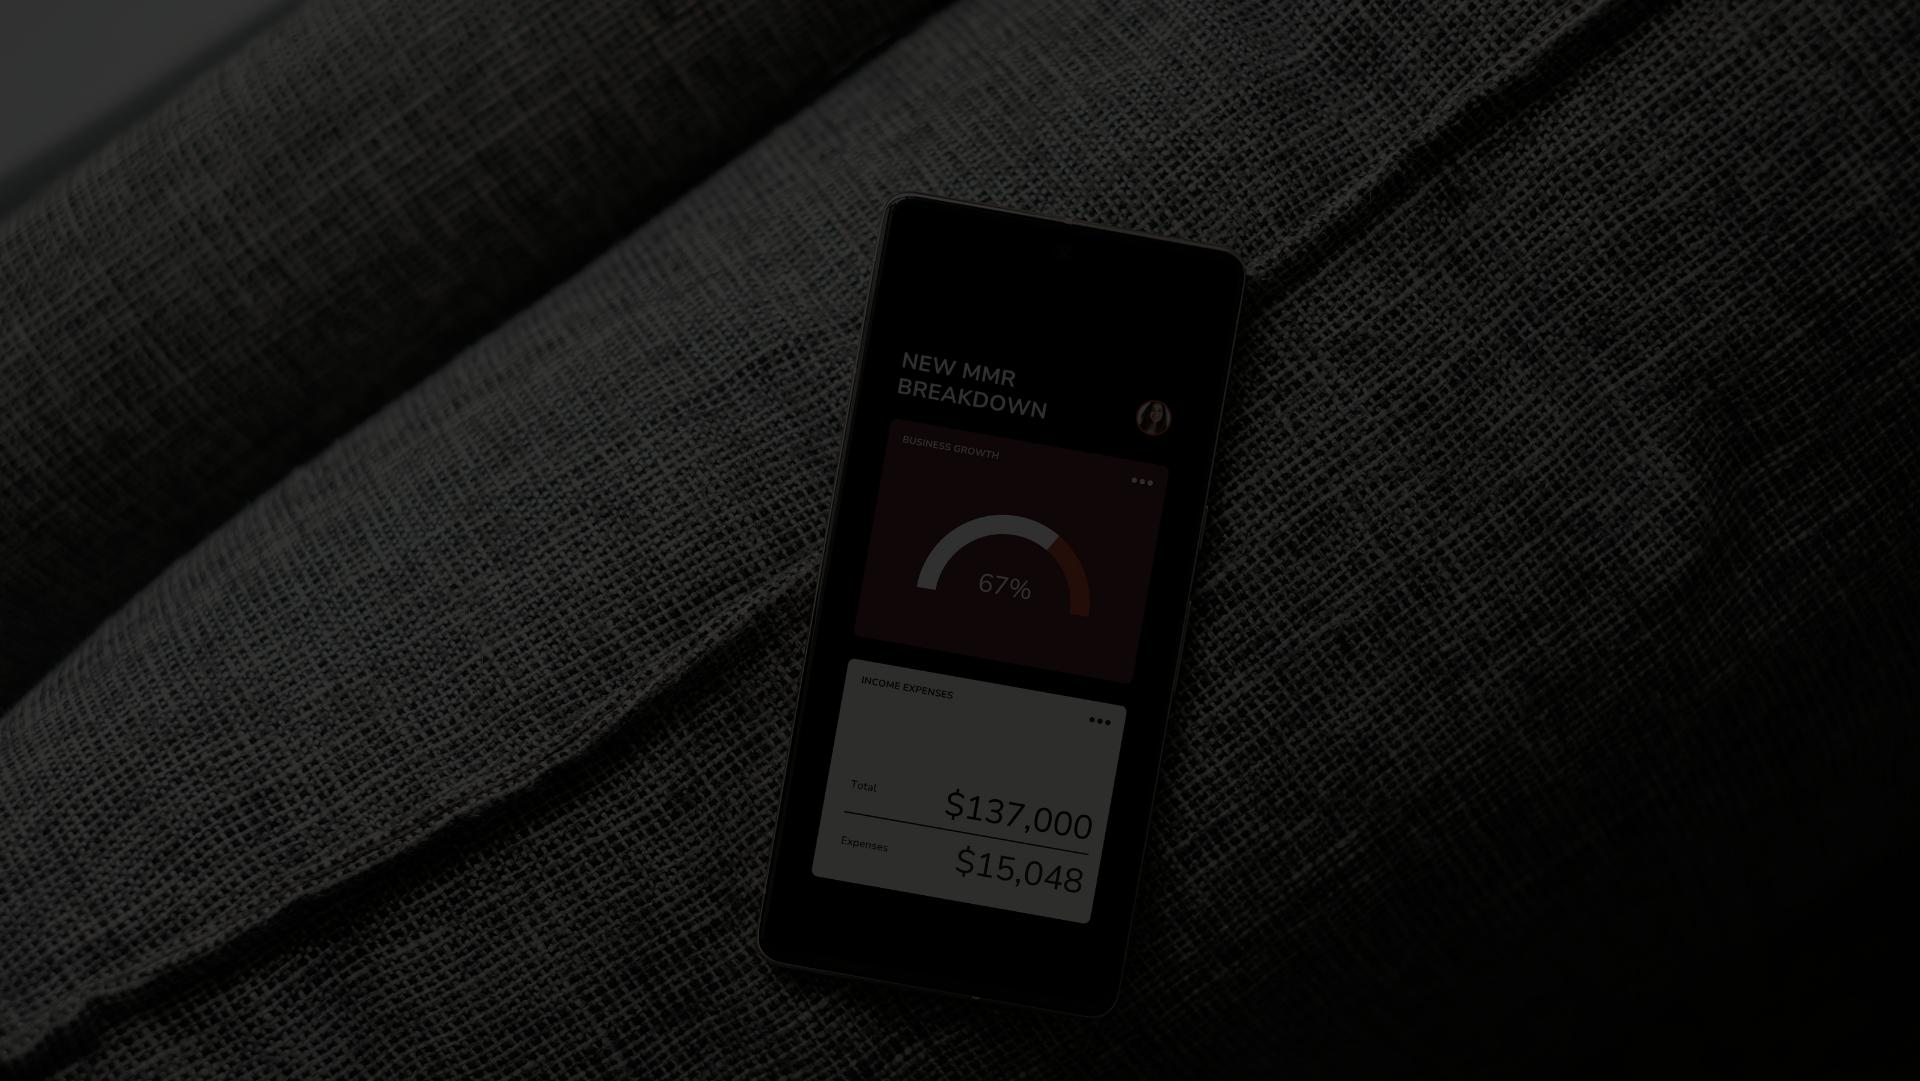 NEW MMR
BREAKDOWN
BUSINESS GROWTH
67%
INCOME EXPENSES
Total
$137,000
Expenses
$15,048